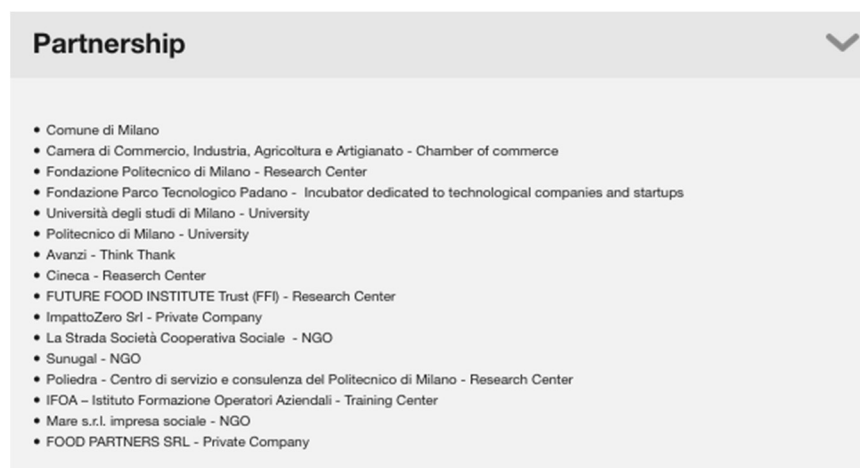 Partnership
• Comune di Milano
• Camera di Commercio, Industria, Agricoltura e Artigianato - Chamber of commerce
• Fondazione Politecnico di Milano - Research Center
• Fondazione Parco Tecnologico Padano -  Incubator dedicated to technological companies and startups
• Università degli studi di Milano - University
• Politecnico di Milano - University
• Avanzi - Think Thank
• Cineca - Reaserch Center
• FUTURE FOOD INSTITUTE Trust (FFI) - Research Center
• ImpattoZero Srl - Private Company
• La Strada Società Cooperativa Sociale  - NGO
• Sunugal - NGO
• Poliedra - Centro di servizio e consulenza del Politecnico di Milano - Research Center
• IFOA – Istituto Formazione Operatori Aziendali - Training Center
• Mare s.r.l. impresa sociale - NGO
• FOOD PARTNERS SRL - Private Company